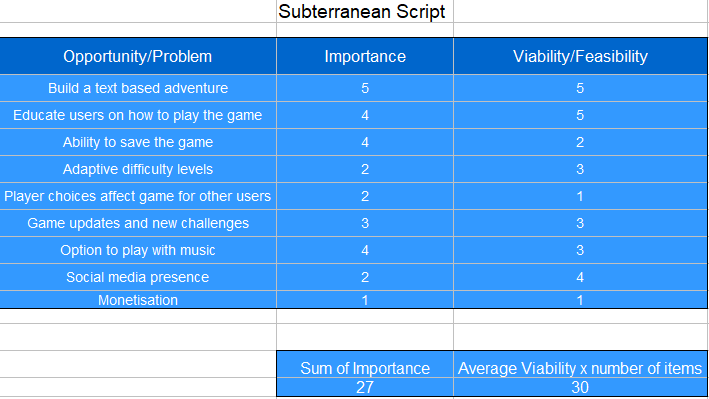 Subterranean Script
Opportunity/Problem Importance Viability/Feasibility
Build a text based adventure 5 5
Educate users on how to play the game 4 5
Ability to save the game 4 2
Adaptive difficulty levels 2 3
Player choices affect game for other users 2 1
Game updates and new challenges 3 3
Option to play with music 4 3
Social media presence 2 4
Monetisation 1 1
Sum of Importance Average Viability x number of items
27 30